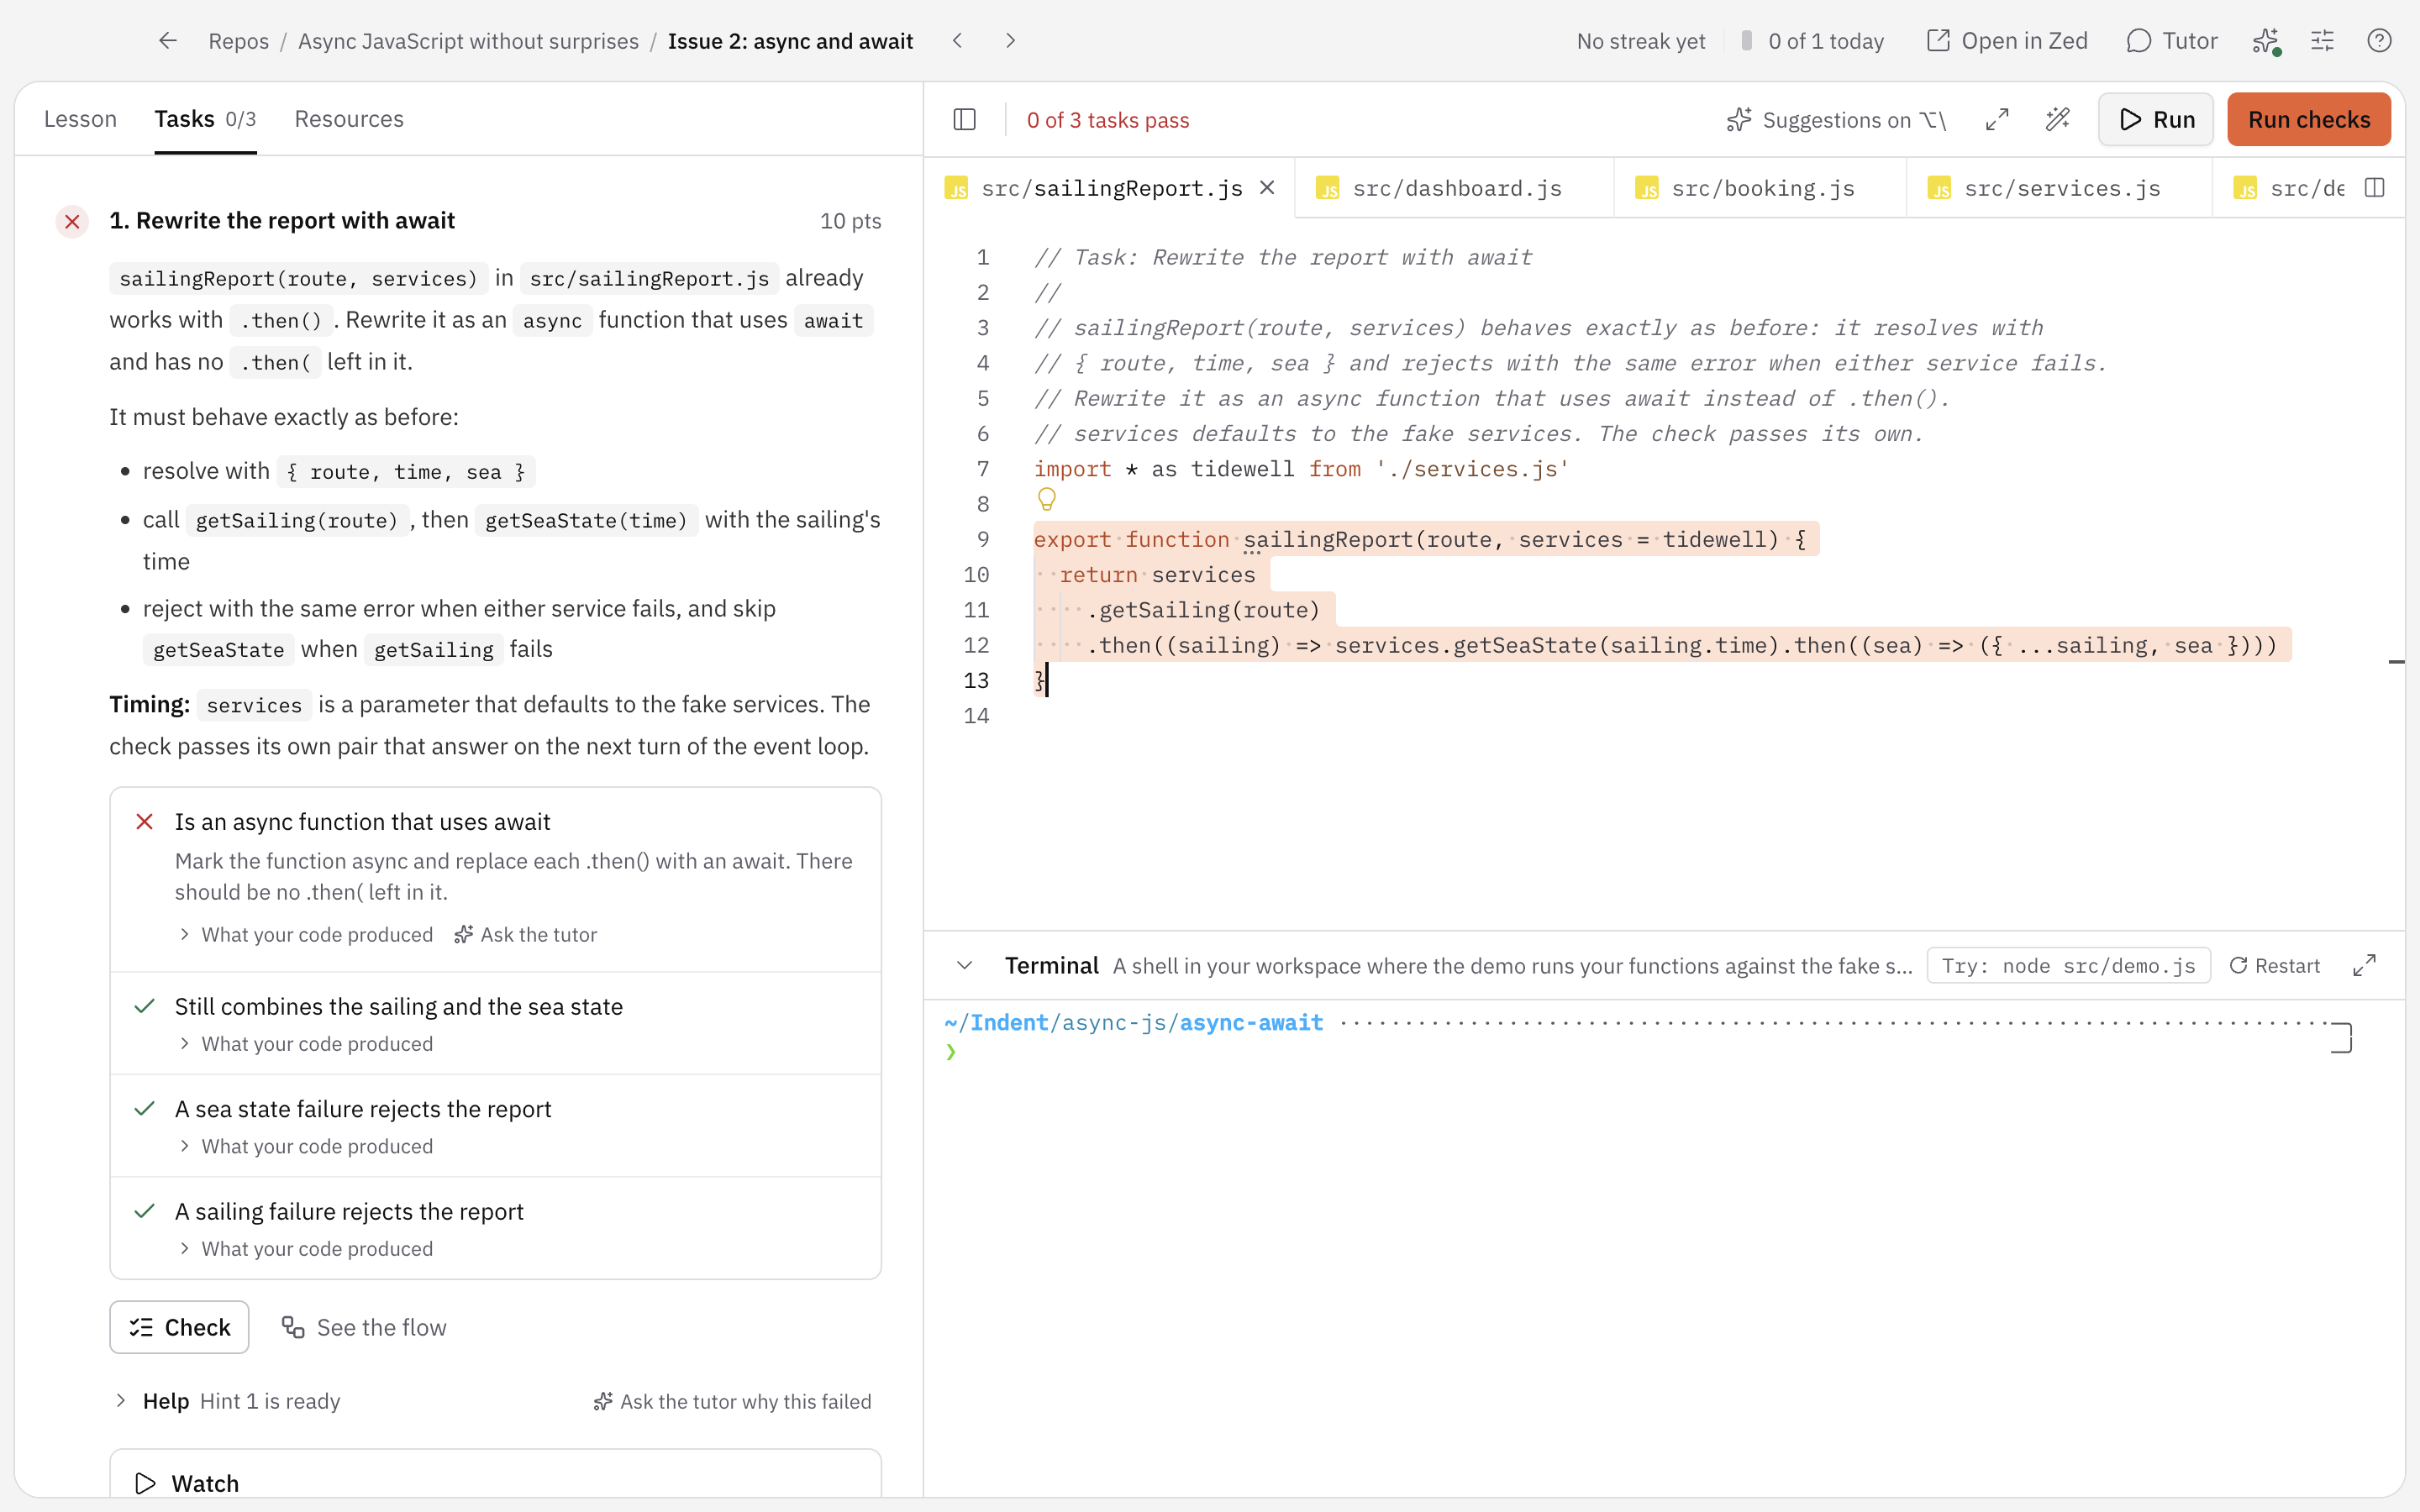 Repos / Async JavaScript without surprises / Issue 2: async and await
No streak yet
0 of 1 today
Open in Zed
Tutor
Lesson
Tasks 0/3
Resources
1. Rewrite the report with await
10 pts
sailingReport(route, services) in src/sailingReport.js already
works with .then() . Rewrite it as an async function that uses await
and has no .then( left in it.
It must behave exactly as before:
• resolve with { route, time, sea }
• call getSailing(route) , then getSeaState(time) with the sailing's
time
• reject with the same error when either service fails, and skip
getSeaState when getSailing fails
Timing: services is a parameter that defaults to the fake services. The
check passes its own pair that answer on the next turn of the event loop.
Is an async function that uses await
Mark the function async and replace each .then() with an await. There
should be no .then( left in it.
What your code produced
Ask the tutor
Still combines the sailing and the sea state
What your code produced
A sea state failure rejects the report
What your code produced
A sailing failure rejects the report
What your code produced
Check
See the flow
Help Hint 1 is ready
Ask the tutor why this failed
Watch
0 of 3 tasks pass
Suggestions on ⌥\
Run
Run checks
JS src/sailingReport.js
JS src/dashboard.js
JS src/booking.js
JS src/services.js
JS src/de
1 // Task: Rewrite the report with await
2 //
3 // sailingReport(route, services) behaves exactly as before: it resolves with
4 // { route, time, sea } and rejects with the same error when either service fails.
5 // Rewrite it as an async function that uses await instead of .then().
6 // services defaults to the fake services. The check passes its own.
7 import * as tidewell from './services.js'
8
9 export function sailingReport(route, services = tidewell) {
10 return services
11 .getSailing(route)
12 .then((sailing) => services.getSeaState(sailing.time).then((sea) => ({ ...sailing, sea })))
13 }
14
Terminal A shell in your workspace where the demo runs your functions against the fake s...
Try: node src/demo.js
Restart
~/Indent/async-js/async-await
❯